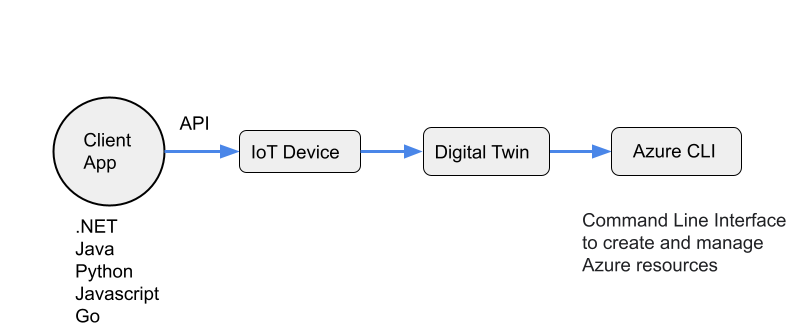 API
Client
App
IoT Device
Digital Twin
Azure CLI
.NET
Java
Python
Javascript
Go
Command Line Interface
to create and manage
Azure resources